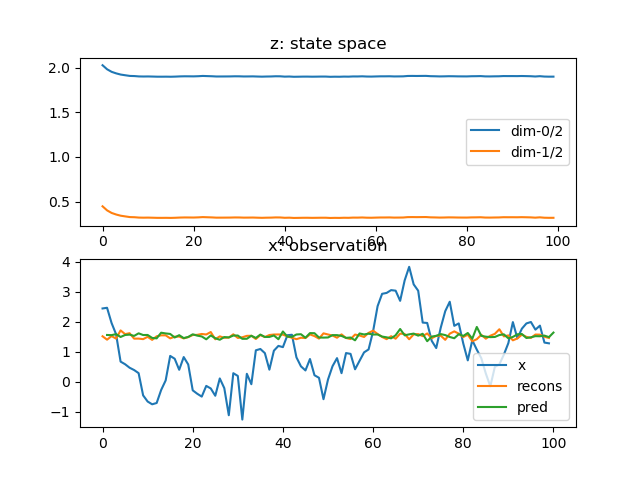 z: state space
2.0
1.5
1.0
0.5
dim-0/2
dim-1/2
0 20 40 60 80 100
x: observation
4
3
2
1
0
−1
x
recons
pred
0 20 40 60 80 100